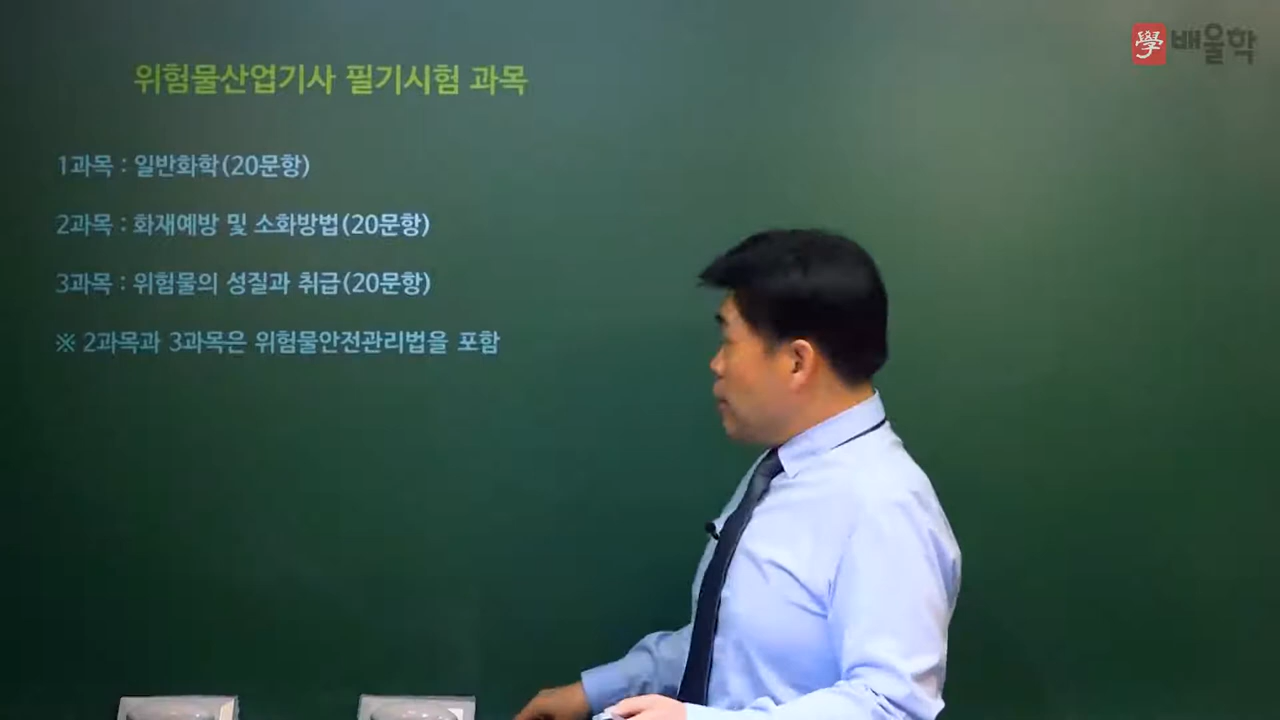 學 배울학
위험물산업기사 필기시험 과목
1과목 : 일반화학(20문항)
2과목 : 화재예방 및 소화방법(20문항)
3과목 : 위험물의 성질과 취급(20문항)
※ 2과목과 3과목은 위험물안전관리법을 포함